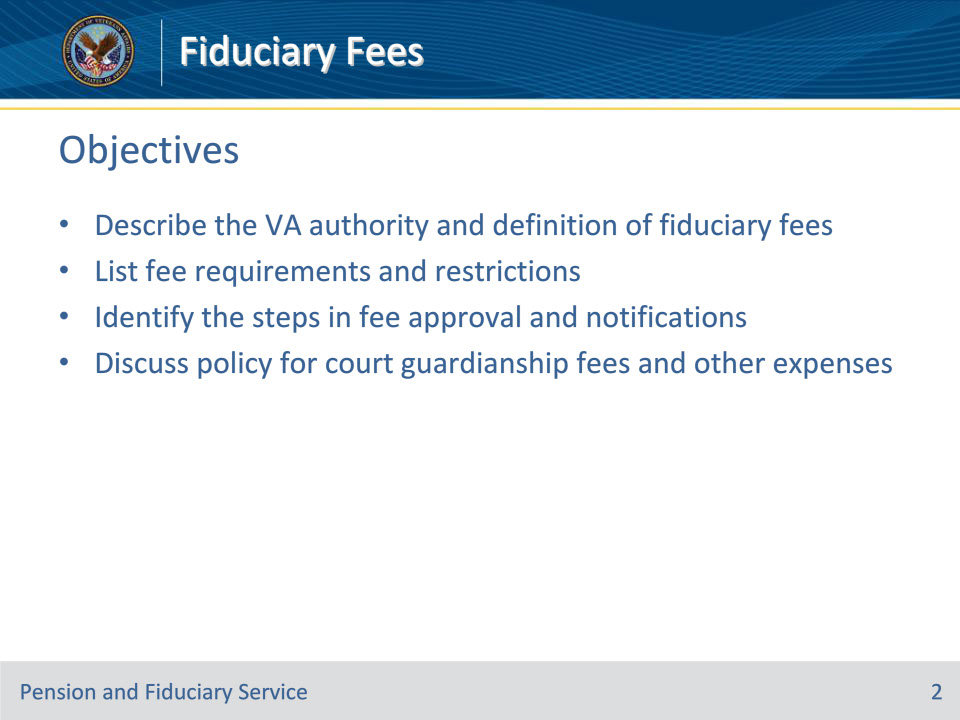 Fiduciary Fees
Objectives
• Describe the VA authority and definition of fiduciary fees
• List fee requirements and restrictions
• Identify the steps in fee approval and notifications
• Discuss policy for court guardianship fees and other expenses
Pension and Fiduciary Service
2